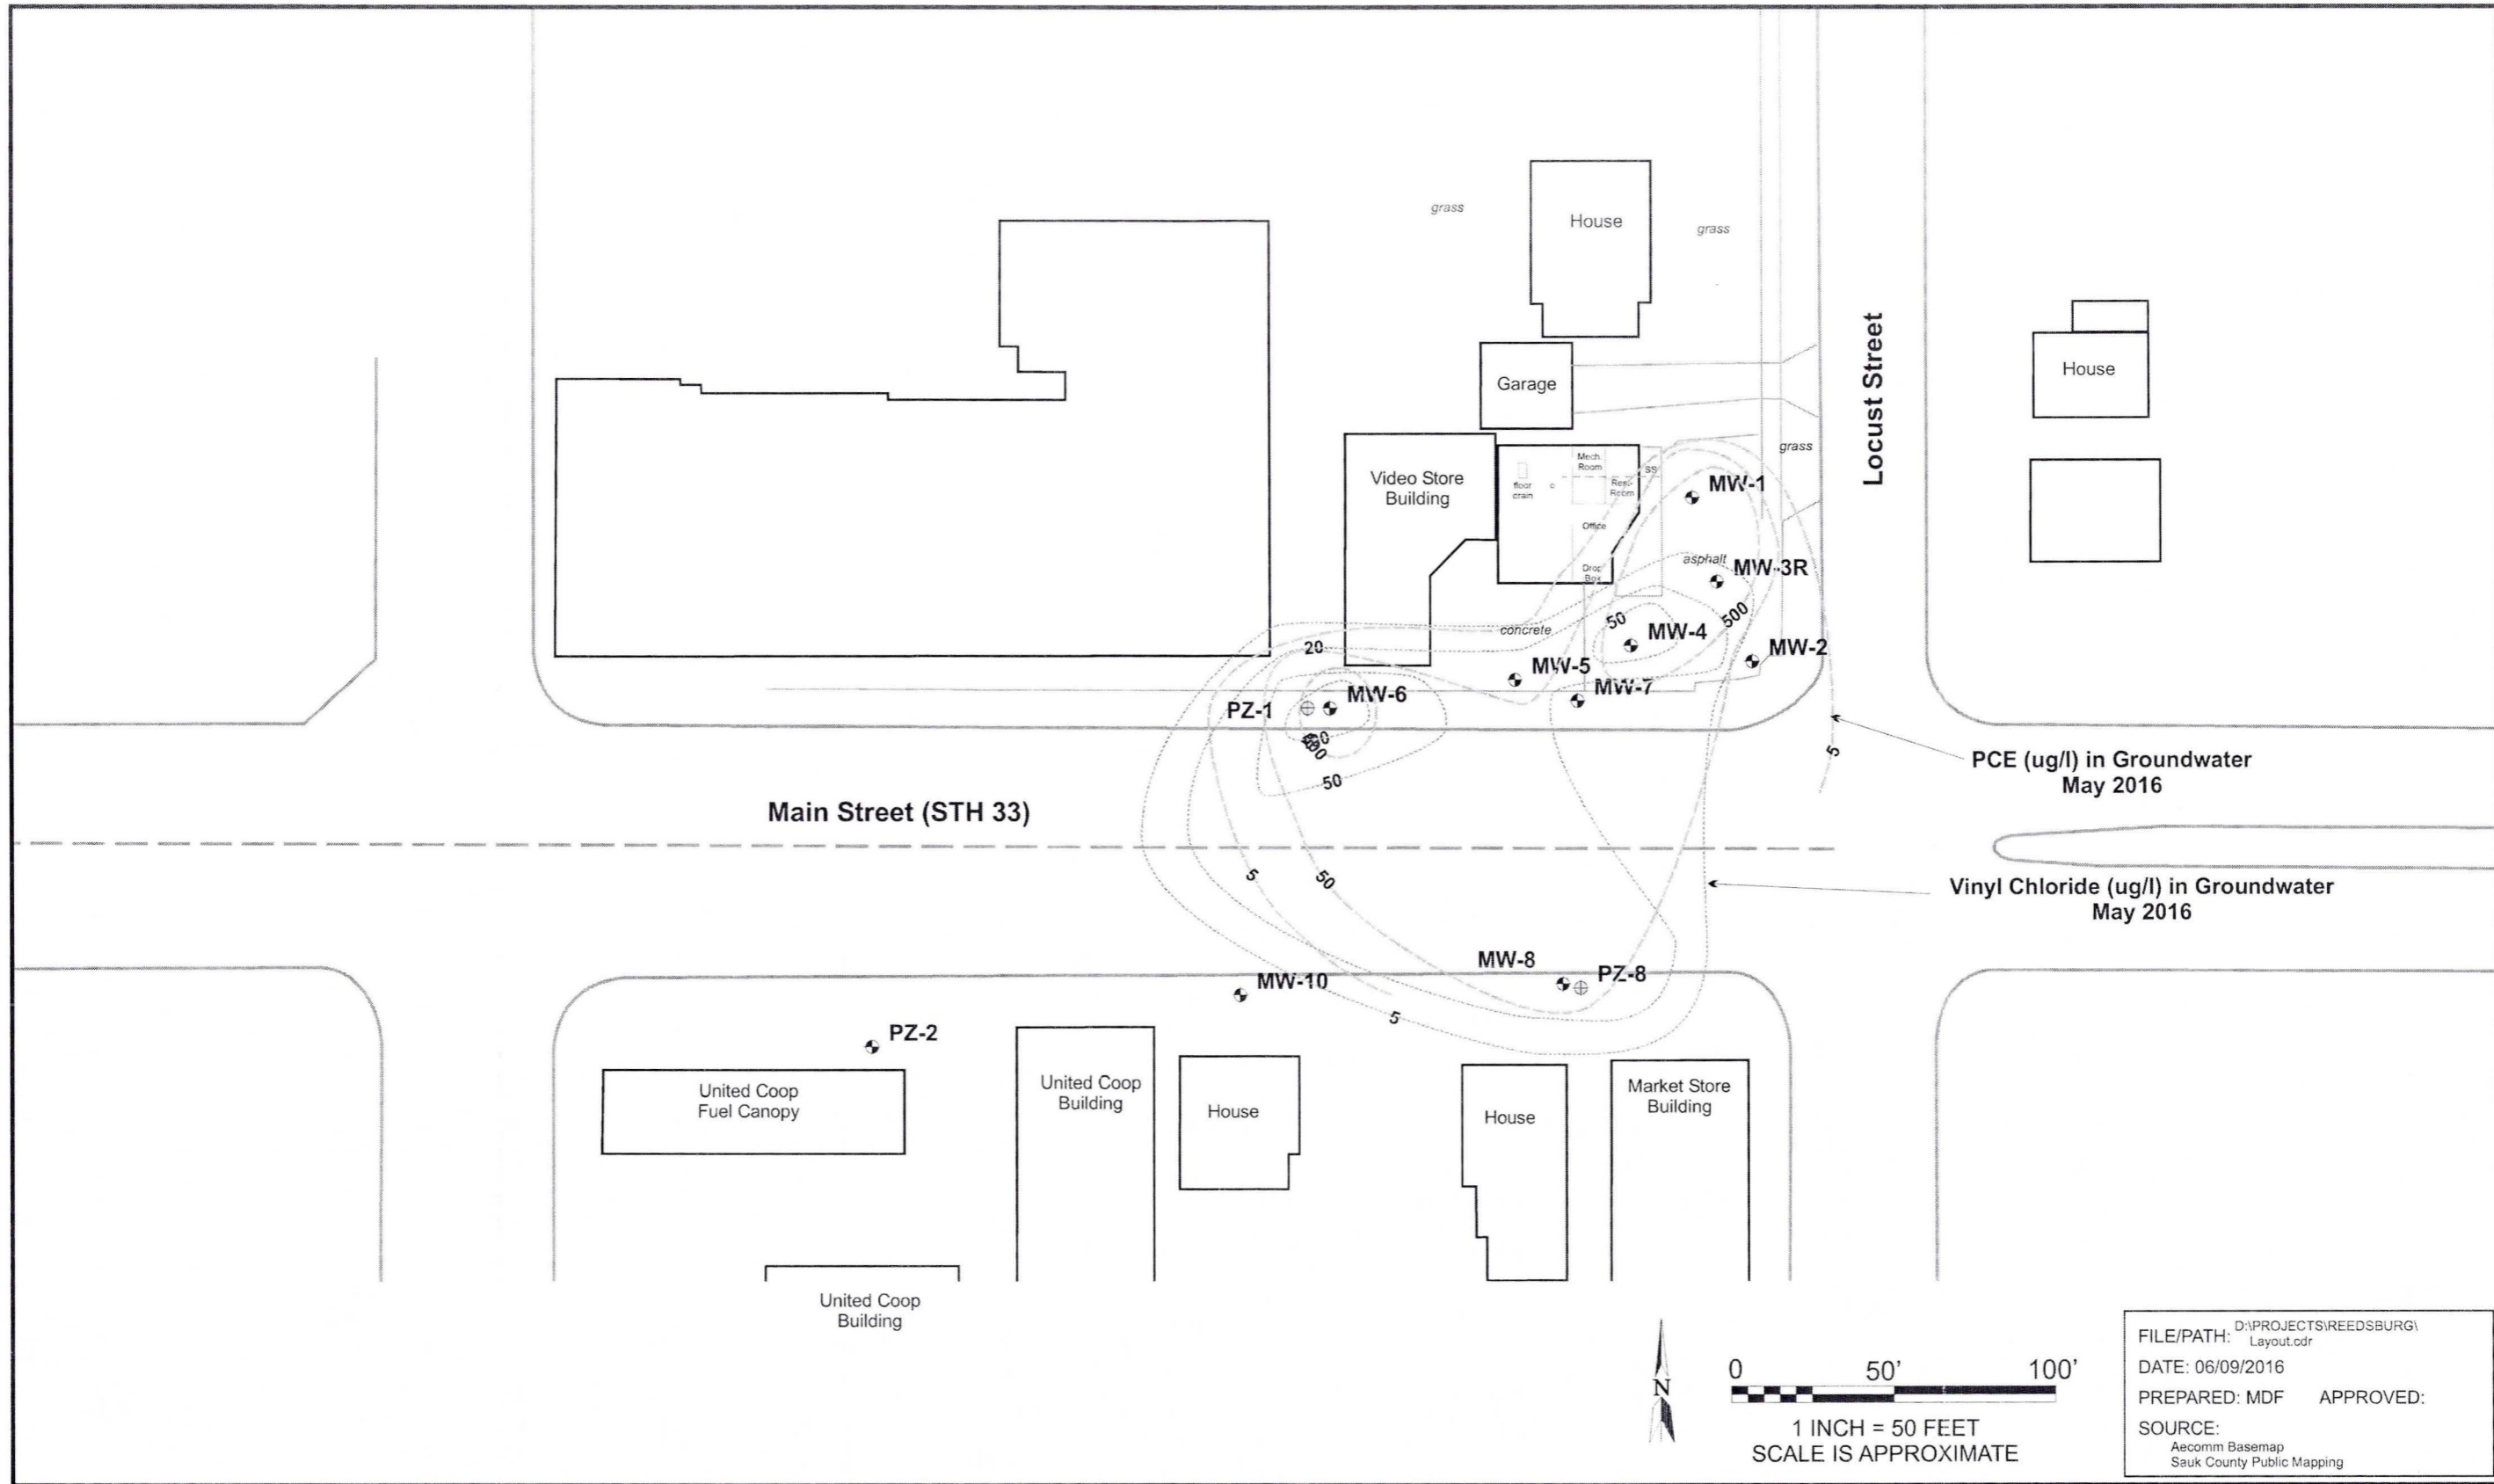 grass
House
grass
Locust Street
House
Garage
grass
Video Store
Building
Mech.
Room
SS
floor
Office
Drop
Box
asphalt
concrete
MW-1
MW-3R
500
50
MW-4
MW-2
20
MW-5
MW-7
MW-6
PZ-1
50
5
PCE (ug/l) in Groundwater
May 2016
Main Street (STH 33)
5
50
Vinyl Chloride (ug/l) in Groundwater
May 2016
MW-8
PZ-8
MW-10
5
PZ-2
United Coop
Fuel Canopy
United Coop
Building
House
House
Market Store
Building
United Coop
Building
N
0 50' 100'
1 INCH = 50 FEET
SCALE IS APPROXIMATE
FILE/PATH: D:\PROJECTS\REEDSBURG\
Layout.cdr
DATE: 06/09/2016
PREPARED: MDF APPROVED:
SOURCE:
Aecomm Basemap
Sauk County Public Mapping